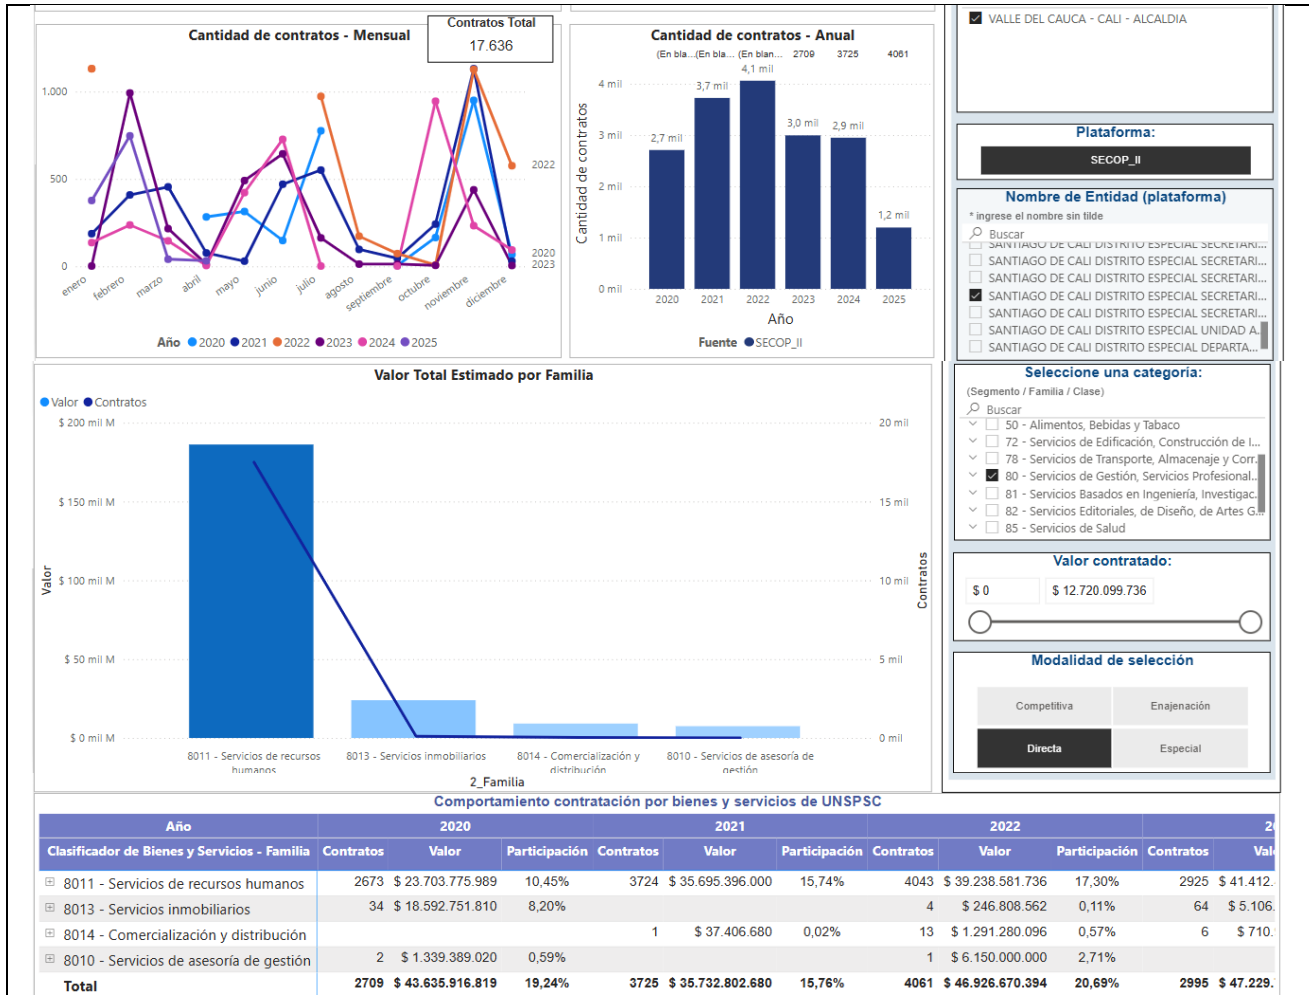 Cantidad de contratos - Mensual
Contratos Total
17.636
1.000
500
0
2022
2020
2023
enero
febrero
marzo
abril
mayo
junio
julio
agosto
septiembre
octubre
noviembre
diciembre
Año 2020 2021 2022 2023 2024 2025
Cantidad de contratos - Anual
(En bla... (En bla... (En blan... 2709 3725 4061
Cantidad de contratos
4 mil
3 mil
2 mil
1 mil
0 mil
2,7 mil
3,7 mil
4,1 mil
3,0 mil
2,9 mil
1,2 mil
2020 2021 2022 2023 2024 2025
Año
Fuente SECOP_II
VALLE DEL CAUCA - CALI - ALCALDIA
Plataforma:
SECOP_II
Nombre de Entidad (plataforma)
* ingrese el nombre sin tilde
Buscar
SANTIAGO DE CALI DISTRITO ESPECIAL SECRETARI...
SANTIAGO DE CALI DISTRITO ESPECIAL SECRETARI...
SANTIAGO DE CALI DISTRITO ESPECIAL SECRETARI...
SANTIAGO DE CALI DISTRITO ESPECIAL SECRETARI...
SANTIAGO DE CALI DISTRITO ESPECIAL SECRETARI...
SANTIAGO DE CALI DISTRITO ESPECIAL UNIDAD A...
SANTIAGO DE CALI DISTRITO ESPECIAL DEPARTA...
Valor Total Estimado por Familia
Valor Contratos
$ 200 mil M
$ 150 mil M
$ 100 mil M
$ 50 mil M
$ 0 mil M
Valor
20 mil
15 mil
10 mil
5 mil
0 mil
Contratos
8011 - Servicios de recursos humanos
8013 - Servicios inmobiliarios
8014 - Comercialización y distribución
8010 - Servicios de asesoría de gestión
2_Familia
Seleccione una categoría:
(Segmento / Familia / Clase)
Buscar
50 - Alimentos, Bebidas y Tabaco
72 - Servicios de Edificación, Construcción de I...
78 - Servicios de Transporte, Almacenaje y Corr...
80 - Servicios de Gestión, Servicios Profesional...
81 - Servicios Basados en Ingeniería, Investigac...
82 - Servicios Editoriales, de Diseño, de Artes G...
85 - Servicios de Salud
Valor contratado:
$ 0 $ 12.720.099.736
Modalidad de selección
Competitiva Enajenación
Directa Especial
Comportamiento contratación por bienes y servicios de UNSPSC
Año 2020 2021 2022
Clasificador de Bienes y Servicios - Familia Contratos Valor Participación Contratos Valor Participación Contratos Valor Participación Contratos
8011 - Servicios de recursos humanos 2673 $ 23.703.775.989 10,45% 3724 $ 35.695.396.000 15,74% 4043 $ 39.238.581.736 17,30% 2925 $ 41.412.
8013 - Servicios inmobiliarios 34 $ 18.592.751.810 8,20% 4 $ 246.808.562 0,11% 64 $ 5.106.
8014 - Comercialización y distribución 1 $ 37.406.680 0,02% 13 $ 1.291.280.096 0,57% 6 $ 710.
8010 - Servicios de asesoría de gestión 2 $ 1.339.389.020 0,59% 1 $ 6.150.000.000 2,71%
Total 2709 $ 43.635.916.819 19,24% 3725 $ 35.732.802.680 15,76% 4061 $ 46.926.670.394 20,69% 2995 $ 47.229.